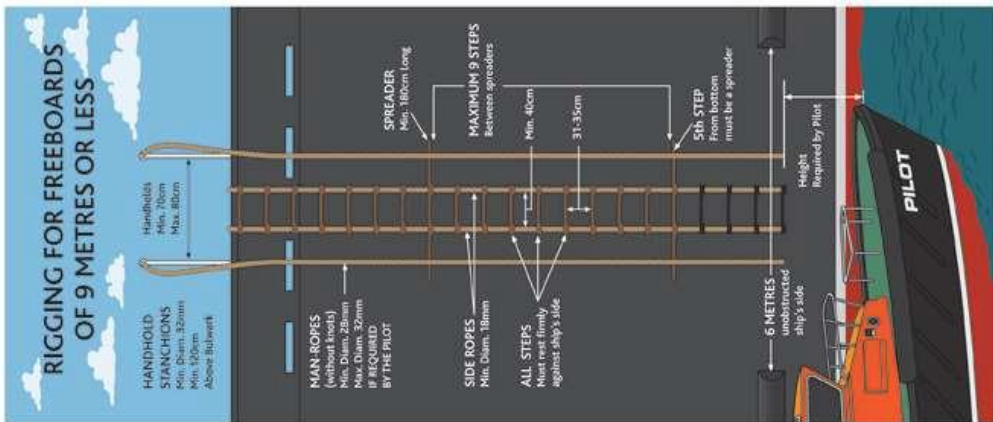 RIGGING FOR FREEBOARDS
OF 9 METRES OR LESS
HANDHOLD
STANCHIONS
Min. Diam. 32mm
Min. 120cm
Above Bulwark
Handholds
Min. 70cm
Max. 80cm
MAN-ROPES
(without knots)
Min. Diam. 28mm
Max. Diam. 32mm
IF REQUIRED
BY THE PILOT
SPREADER
Min. 180cm Long
MAXIMUM 9 STEPS
Between spreaders
SIDE ROPES
Min. Diam. 18mm
Min. 40cm
ALL STEPS
Must rest firmly
against ship's side
31-35cm
5th STEP
From bottom
must be a spreader
6 METRES
unobstructed
ship's side
Height
Required by Pilot
PILOT